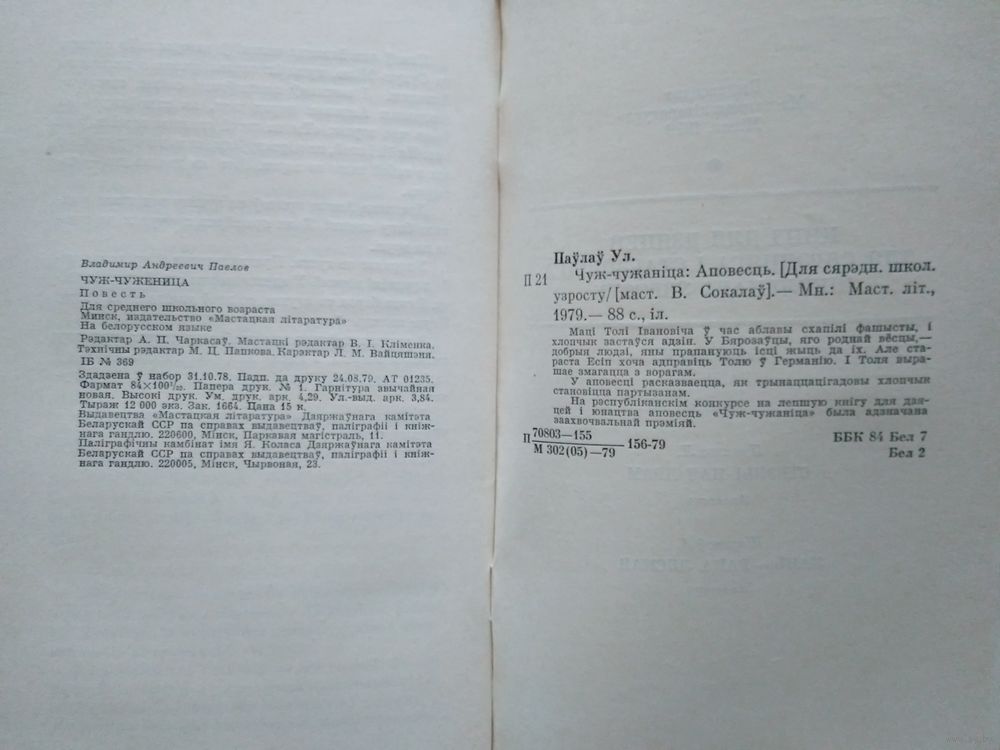 Владимир Андреевич Павлов
ЧУЖ-ЧУЖЕНИЦА
Повесть
Для среднего школьного возраста
Минск, издательство «Мастацкая літаратура»
На белорусском языке
Рэдактар А. П. Чаркасаў. Мастацкі рэдактар В. І. Кліменка.
Тэхнічны рэдактар М. Ц. Папкова. Карэктар Л. М. Вайцяшэня.
ІБ № 369
Здадзена ў набор 31.10.78. Падп. да друку 24.08.79. АТ 01235.
Фармат 84×100¹/₃₂. Папера друк. № 1. Гарнітура звычайная
новая. Высокі друк. Ум. друк. арк. 4,29. Ул.-выд. арк. 3,84.
Тыраж 12 000 экз. Зак. 1664. Цана 15 к.
Выдавецтва «Мастацкая літаратура» Дзяржаўнага камітэта
Беларускай ССР па справах выдавецтваў, паліграфіі і кніж-
нага гандлю. 220600, Мінск, Паркавая магістраль, 11.
Паліграфічны камбінат імя Я. Коласа Дзяржаўнага камітэта
Беларускай ССР па справах выдавецтваў, паліграфіі і кніж-
нага гандлю. 220005, Мінск, Чырвоная, 23.
Паўлаў Ул.
П 21 Чуж-чужаніца: Аповесць. [Для сярэдн. школ.
узросту/[маст. В. Сокалаў].— Мн.: Маст. літ.,
1979.— 88 с., іл.
Маці Толі Івановіча ў час аблавы схапілі фашысты, і
хлопчык застаўся адзін. У Бярозаўцы, яго роднай вёсцы,—
добрыя людзі, яны прапануюць ісці жыць да іх. Але ста-
раста Есіп хоча адправіць Толю ў Германію. І Толя выра-
шае змагацца з ворагам.
У аповесці расказваецца, як трынаццацігадовы хлопчык
становіцца партызанам.
На рэспубліканскім конкурсе на лепшую кнігу для дзя-
цей і юнацтва аповесць «Чуж-чужаніца» была адзначана
заахвочвальнай прэміяй.
П 70803—155 / М 302(05)—79 156-79
ББК 84 Бел 7
Бел 2